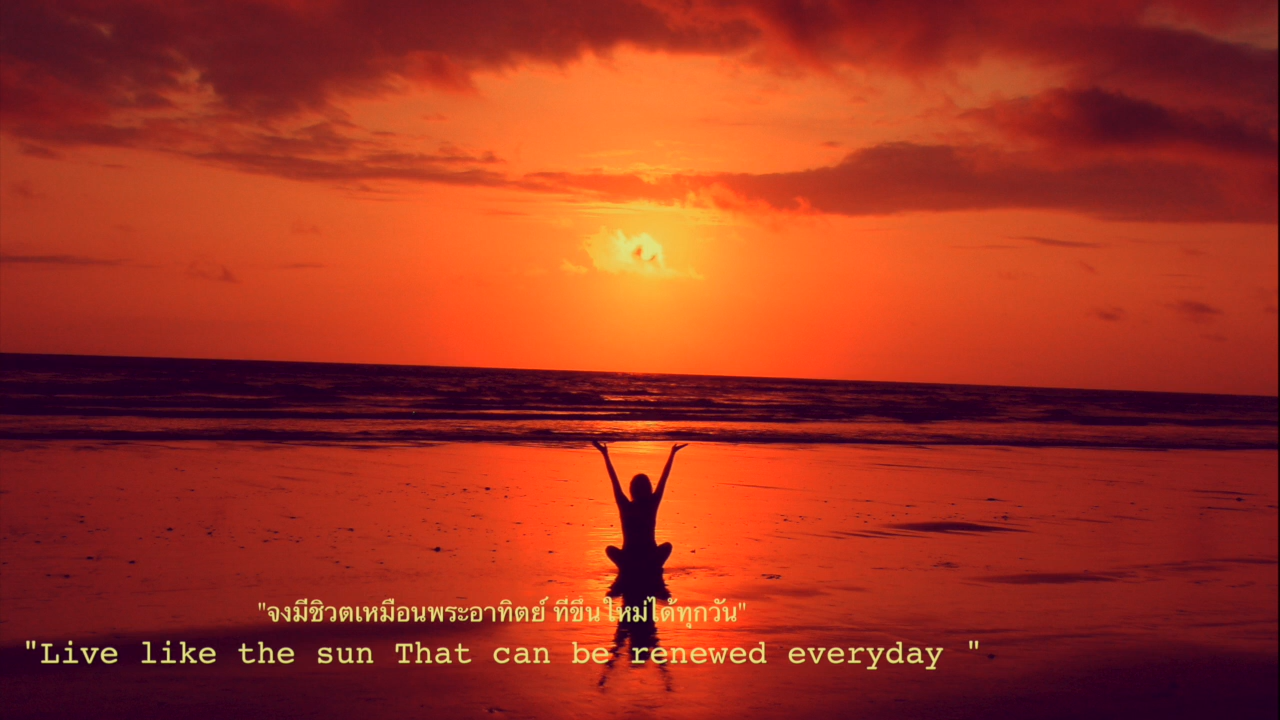 "จงมีชิวตเหมือนพระอาทิตย์ ทีขึ่นใหม่ได้ทุกวัน"
"Live like the sun That can be renewed everyday "